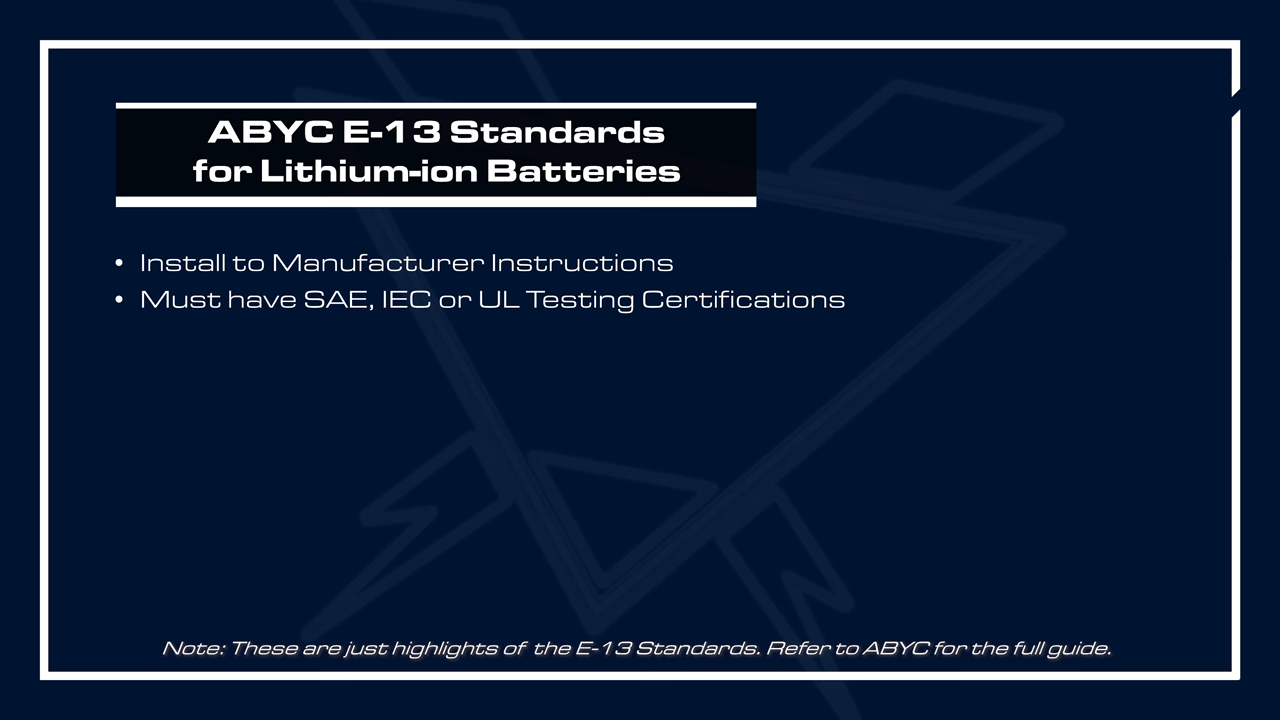 ABYC E-13 Standards
for Lithium-ion Batteries
• Install to Manufacturer Instructions
• Must have SAE, IEC or UL Testing Certifications
Note: These are just highlights of the E-13 Standards. Refer to ABYC for the full guide.